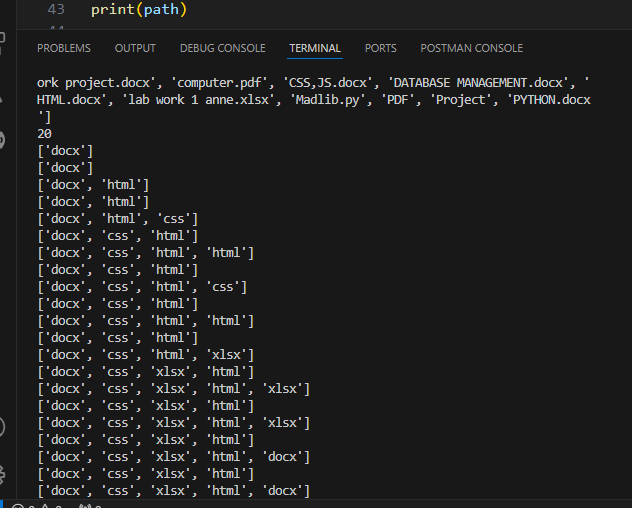 43 print(path)
PROBLEMS OUTPUT DEBUG CONSOLE TERMINAL PORTS POSTMAN CONSOLE
ork project.docx', 'computer.pdf', 'CSS,JS.docx', 'DATABASE MANAGEMENT.docx', '
HTML.docx', 'lab work 1 anne.xlsx', 'Madlib.py', 'PDF', 'Project', 'PYTHON.docx
']
20
['docx']
['docx']
['docx', 'html']
['docx', 'html']
['docx', 'html', 'css']
['docx', 'css', 'html']
['docx', 'css', 'html', 'html']
['docx', 'css', 'html']
['docx', 'css', 'html', 'css']
['docx', 'css', 'html']
['docx', 'css', 'html', 'html']
['docx', 'css', 'html']
['docx', 'css', 'html', 'xlsx']
['docx', 'css', 'xlsx', 'html']
['docx', 'css', 'xlsx', 'html', 'xlsx']
['docx', 'css', 'xlsx', 'html']
['docx', 'css', 'xlsx', 'html', 'xlsx']
['docx', 'css', 'xlsx', 'html']
['docx', 'css', 'xlsx', 'html', 'docx']
['docx', 'css', 'xlsx', 'html']
['docx', 'css', 'xlsx', 'html', 'docx']